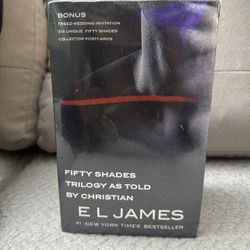 BONUS
FREED WEDDING INVITATION
SIX UNIQUE FIFTY SHADES
COLLECTOR POSTCARDS
FIFTY SHADES
TRILOGY AS TOLD
BY CHRISTIAN
E L JAMES
#1 NEW YORK TIMES BESTSELLER